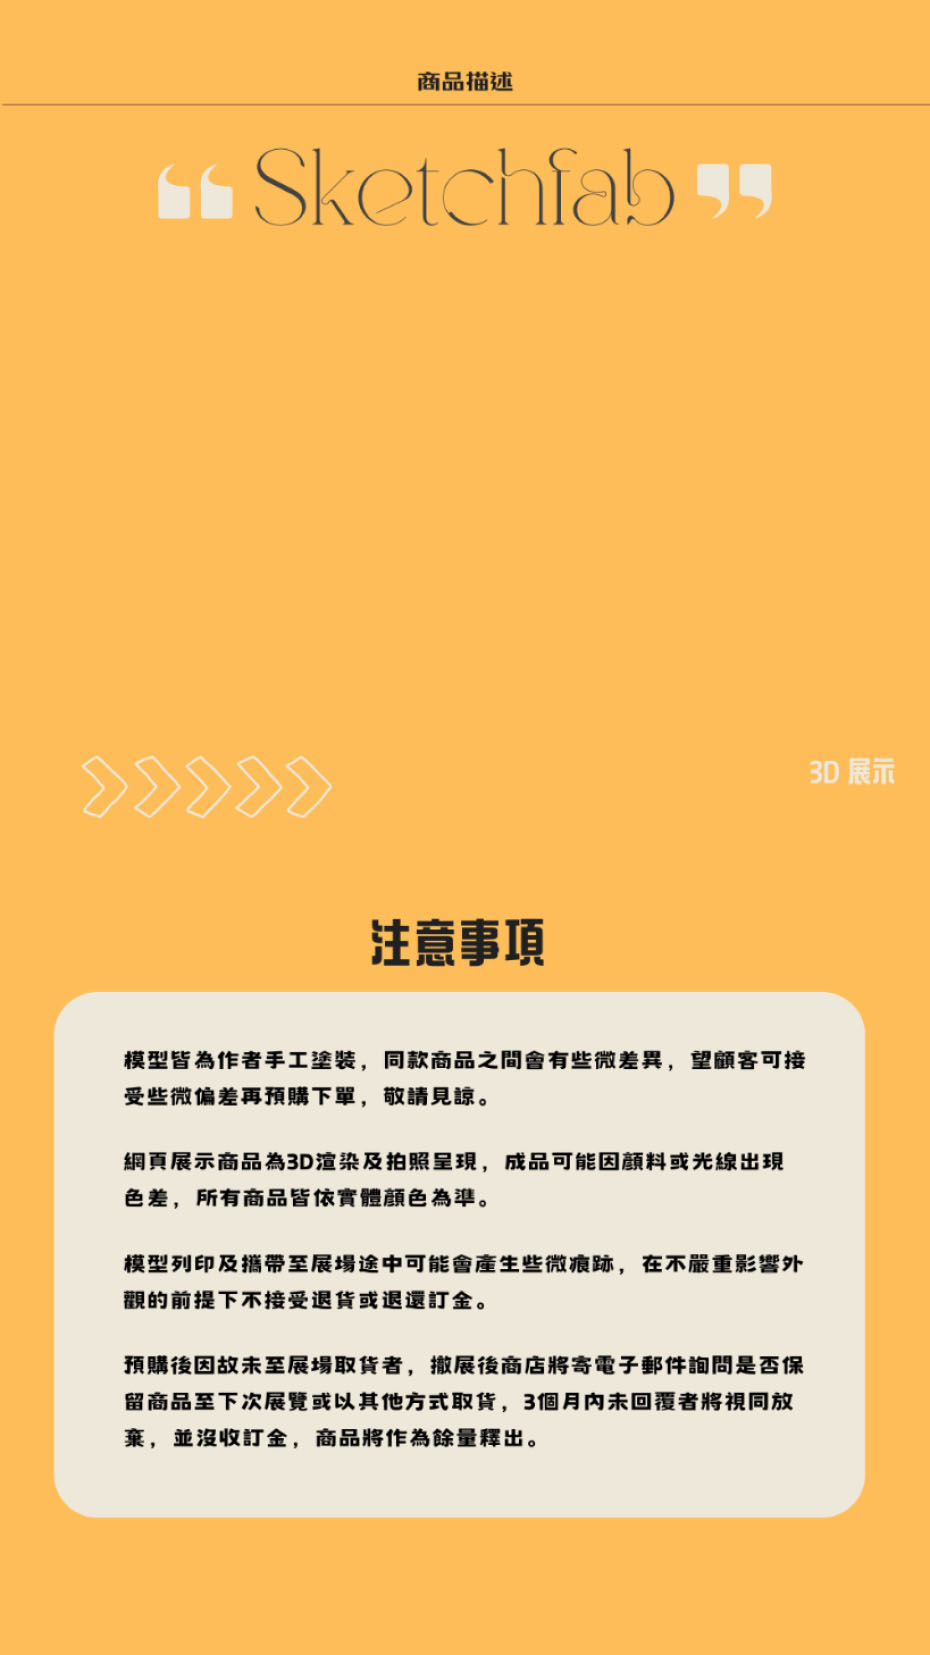 商品描述
“ Sketchfab ”
3D 展示
注意事項
模型皆為作者手工塗裝，同款商品之間會有些微差異，望顧客可接
受些微偏差再預購下單，敬請見諒。
網頁展示商品為3D渲染及拍照呈現，成品可能因顏料或光線出現
色差，所有商品皆依實體顏色為準。
模型列印及攜帶至展場途中可能會產生些微痕跡，在不嚴重影響外
觀的前提下不接受退貨或退還訂金。
預購後因故未至展場取貨者，撤展後商店將寄電子郵件詢問是否保
留商品至下次展覽或以其他方式取貨，3個月內未回覆者將視同放
棄，並沒收訂金，商品將作為餘量釋出。